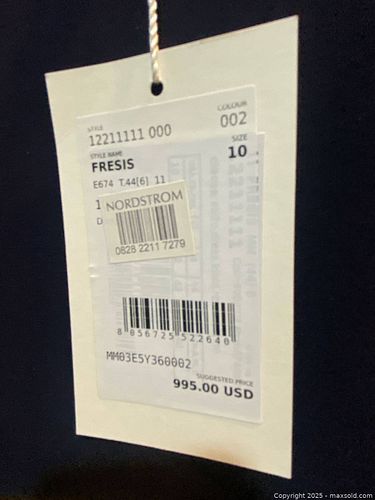 STYLE
12211111 000
COLOUR
002
STYLE NAME
FRESIS
SIZE
10
E674 T.44[6] 11
1
D
NORDSTROM
0828 2211 7279
8 056725 522640
MM03E5Y360002
SUGGESTED PRICE
995.00 USD
Copyright 2025 - maxsold.com